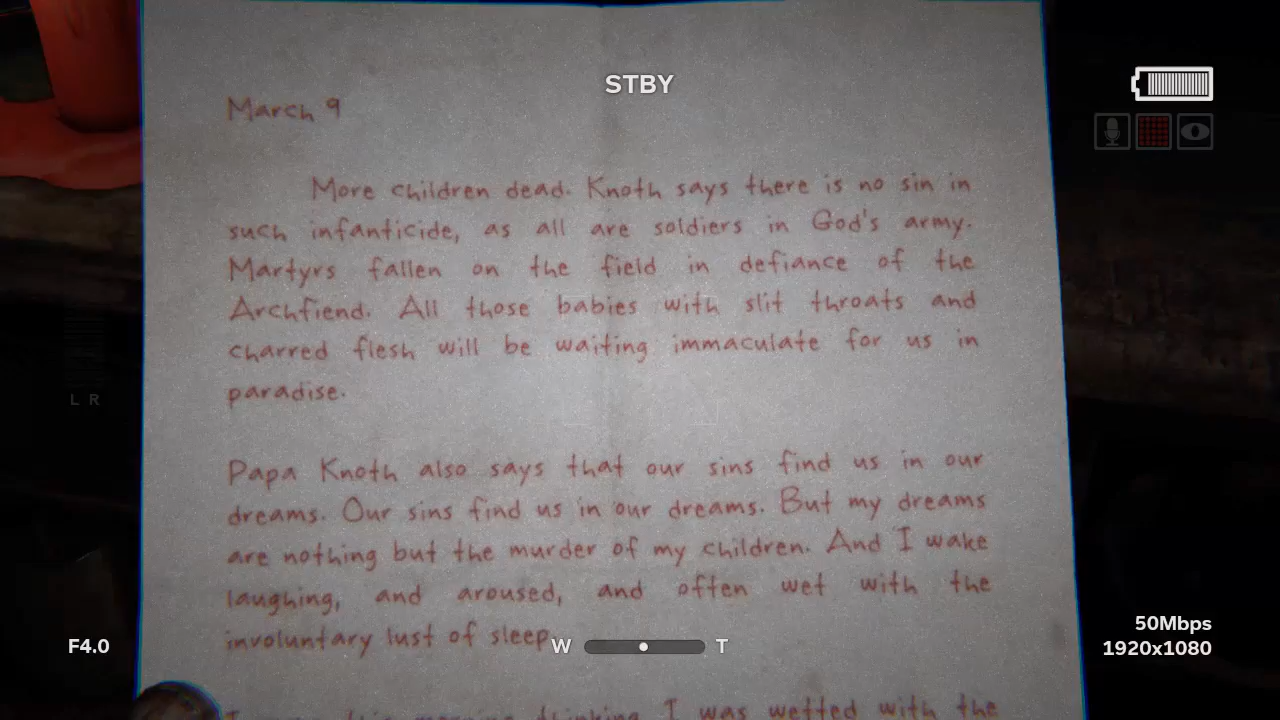 STBY
March 9
More children dead. Knoth says there is no sin in
such infanticide, as all are soldiers in God's army.
Martyrs fallen on the field in defiance of the
Archfiend. All those babies with slit throats and
charred flesh will be waiting immaculate for us in
paradise.
L R
Papa Knoth also says that our sins find us in our
dreams. Our sins find us in our dreams. But my dreams
are nothing but the murder of my children. And I wake
laughing, and aroused, and often wet with the
involuntary lust of sleep.
F4.0
W T
50Mbps
1920x1080
I was wetted with the